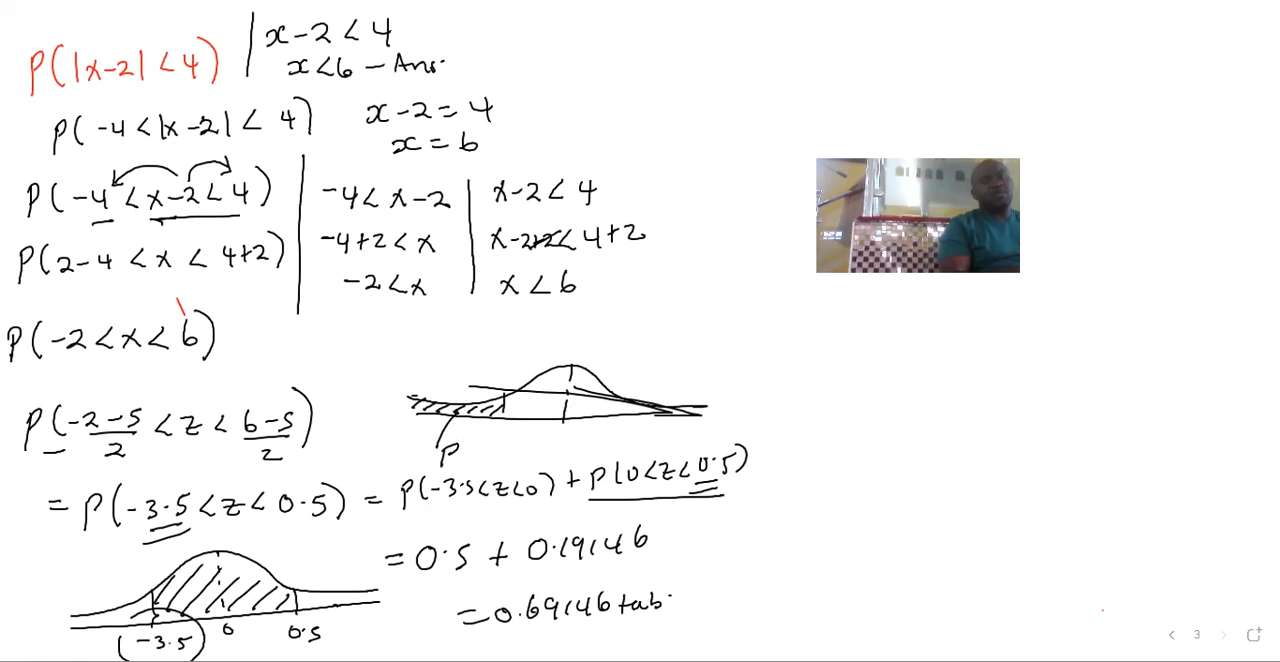 P(|x-2| < 4)
x-2 < 4
x < 6 – Ans.
P(-4 < |x-2| < 4)
x-2 = 4
x = 6
P(-4 < x-2 < 4)
P(2-4 < x < 4+2)
-4 < x-2
-4+2 < x
-2 < x
x-2 < 4
x-2+2 < 4+2
x < 6
P(-2 < x < 6)
P(-2-5/2 < z < 6-5/2)
P
= P(-3.5 < z < 0.5) = P(-3.5 < z < 0) + P(0 < z < 0.5)
= 0.5 + 0.19146
= 0.69146 tab.
(-3.5) 0 0.5
3